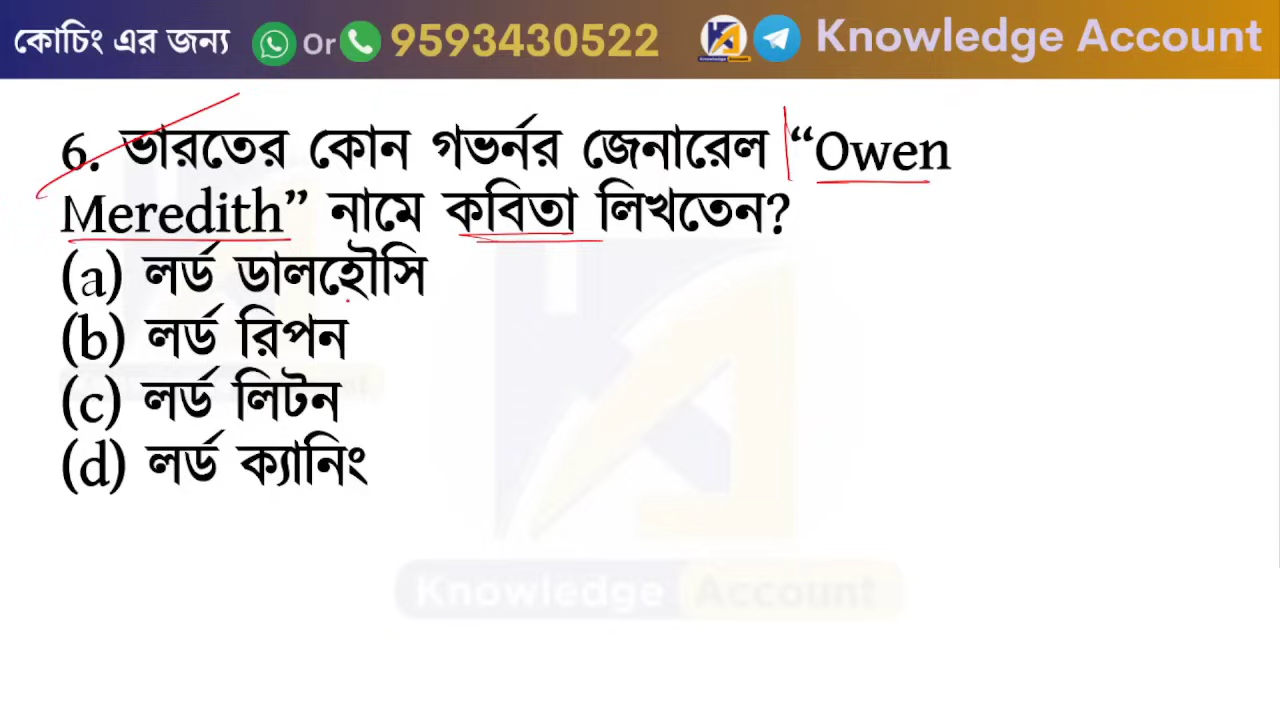 কোচিং এর জন্য Or 9593430522 Knowledge Account
6. ভারতের কোন গভর্নর জেনারেল “Owen
Meredith” নামে কবিতা লিখতেন?
(a) লর্ড ডালহৌসি
(b) লর্ড রিপন
(c) লর্ড লিটন
(d) লর্ড ক্যানিং
Knowledge Account